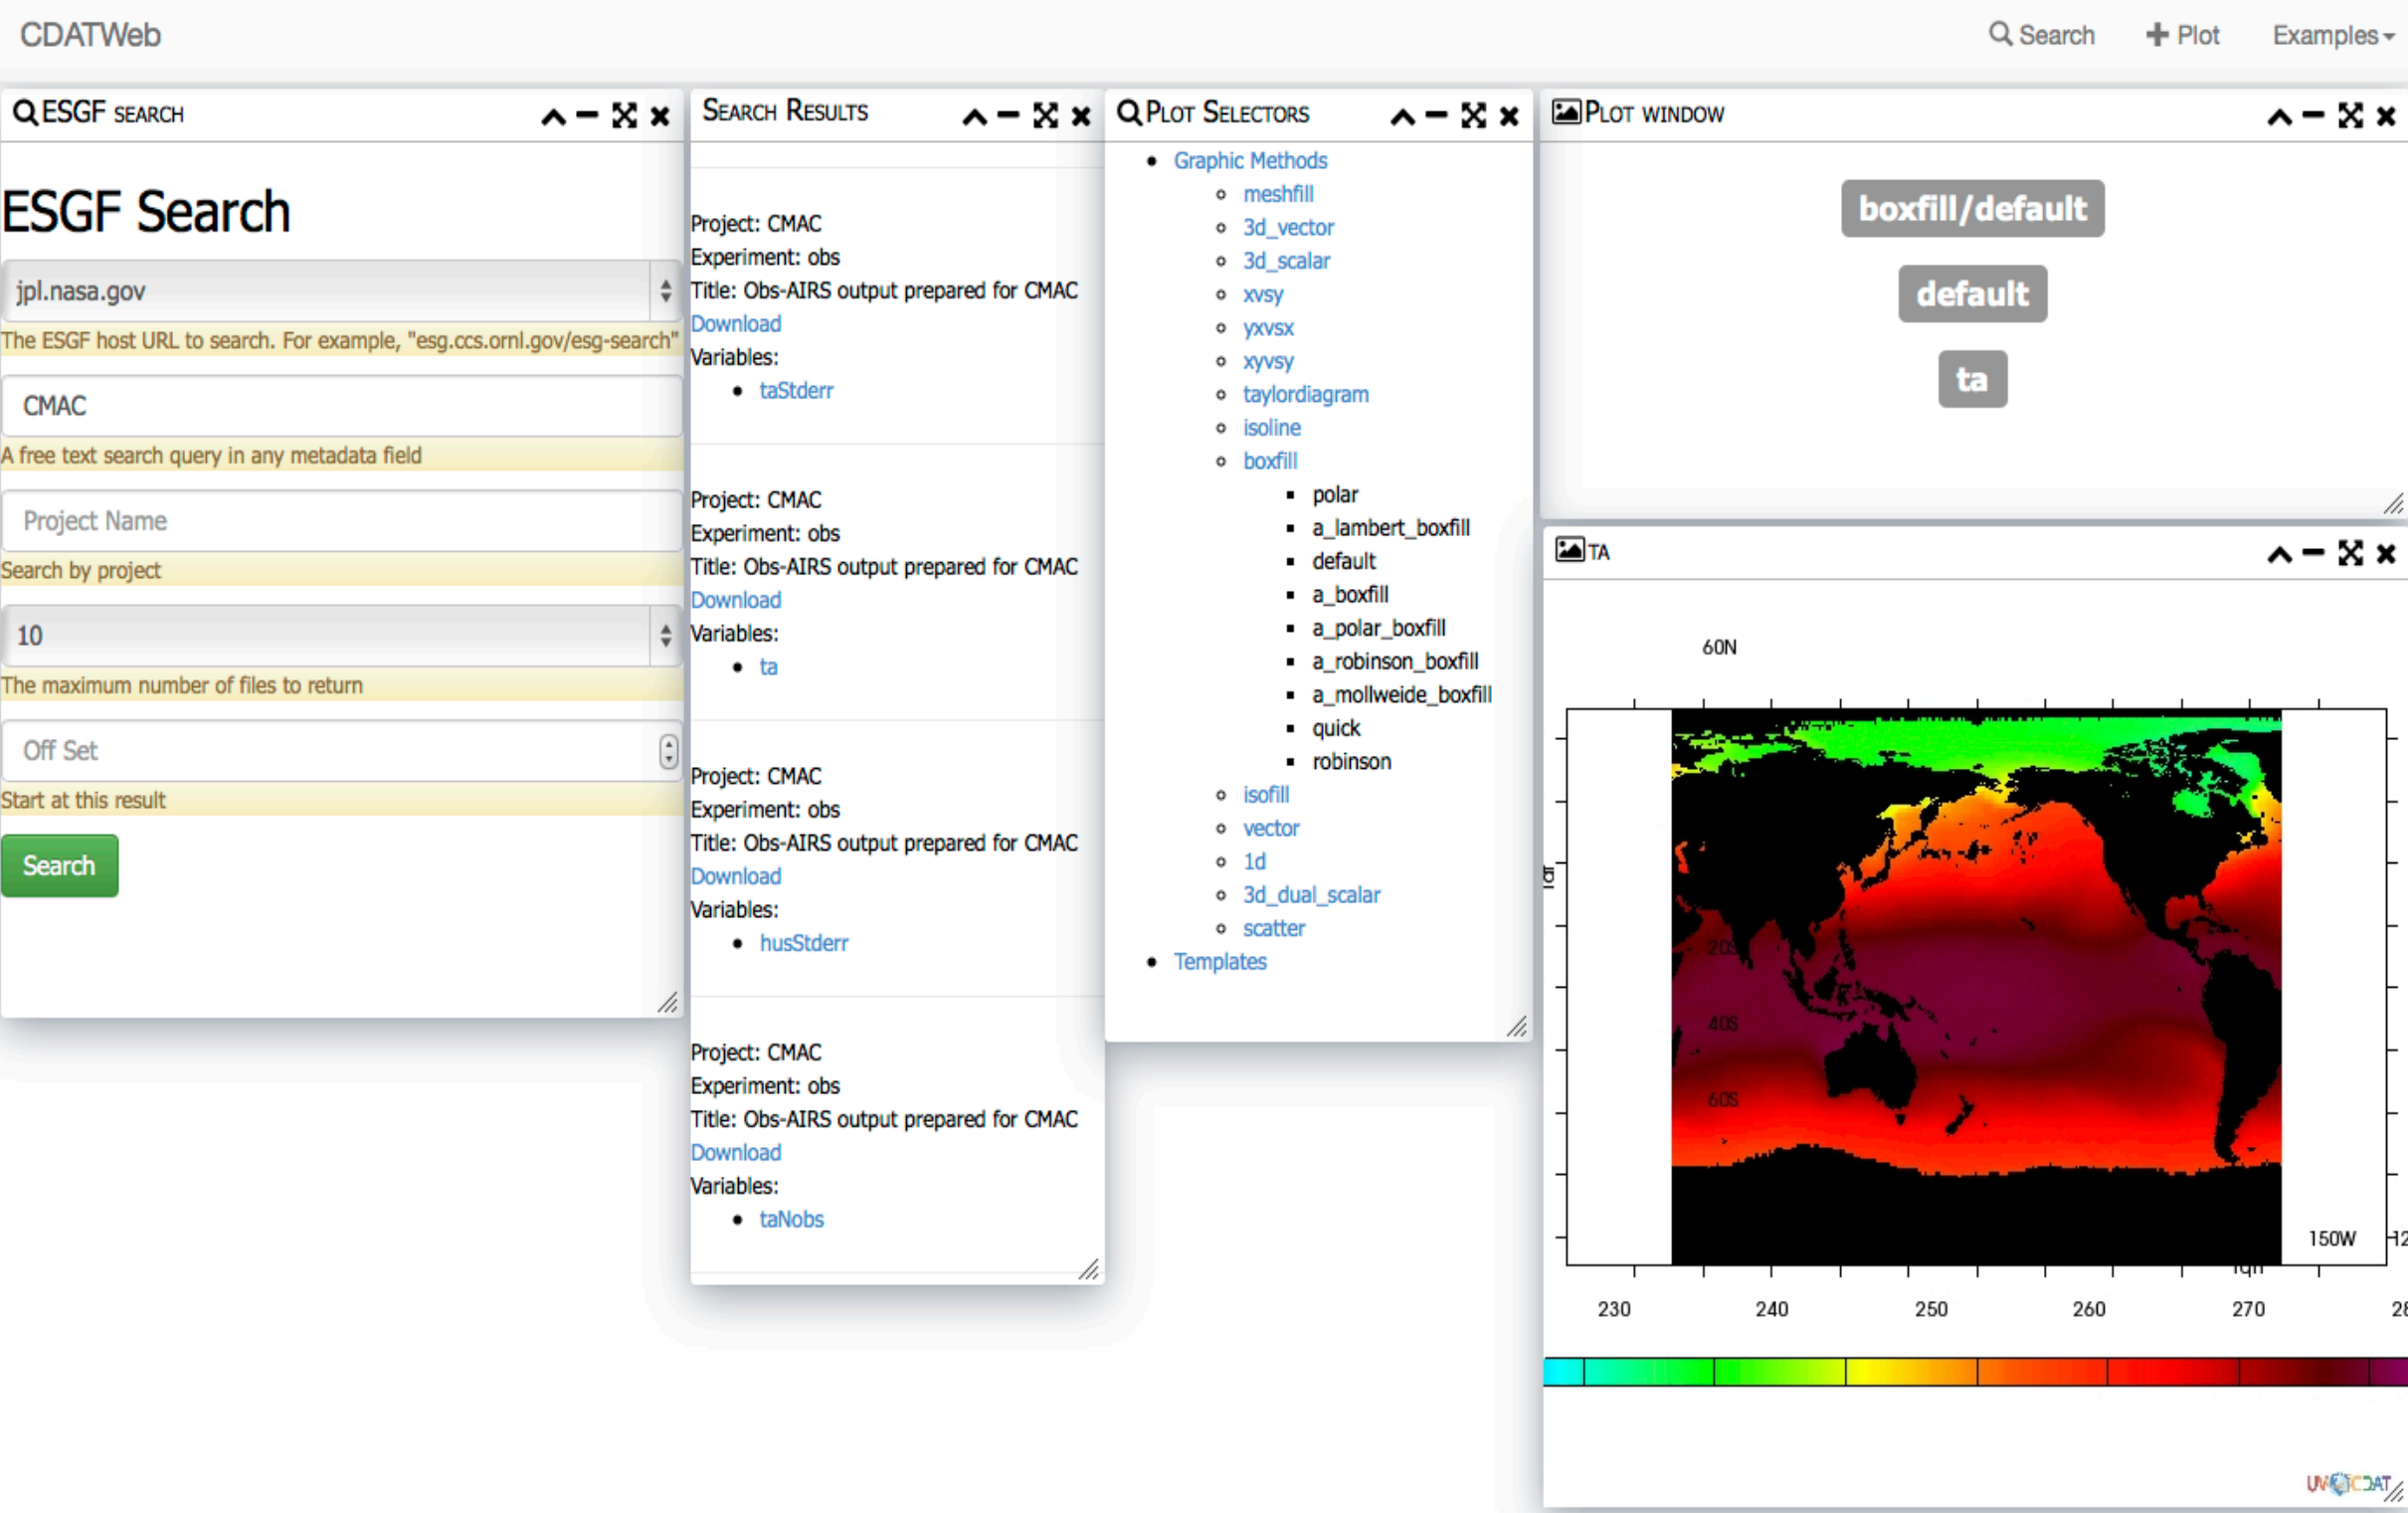 CDATWeb
Search
Plot
Examples
ESGF SEARCH
ESGF Search
jpl.nasa.gov
The ESGF host URL to search. For example, "esg.ccs.ornl.gov/esg-search"
CMAC
A free text search query in any metadata field
Project Name
Search by project
10
The maximum number of files to return
Off Set
Start at this result
Search
SEARCH RESULTS
Project: CMAC
Experiment: obs
Title: Obs-AIRS output prepared for CMAC
Download
Variables:
taStderr
Project: CMAC
Experiment: obs
Title: Obs-AIRS output prepared for CMAC
Download
Variables:
ta
Project: CMAC
Experiment: obs
Title: Obs-AIRS output prepared for CMAC
Download
Variables:
husStderr
Project: CMAC
Experiment: obs
Title: Obs-AIRS output prepared for CMAC
Download
Variables:
taNobs
PLOT SELECTORS
Graphic Methods
meshfill
3d_vector
3d_scalar
xvsy
yxvsx
xyvsy
taylordiagram
isoline
boxfill
polar
a_lambert_boxfill
default
a_boxfill
a_polar_boxfill
a_robinson_boxfill
a_mollweide_boxfill
quick
robinson
isofill
vector
1d
3d_dual_scalar
scatter
Templates
PLOT WINDOW
boxfill/default
default
ta
TA
60N
20S
40S
60S
150W
230 240 250 260 270
UV-CDAT